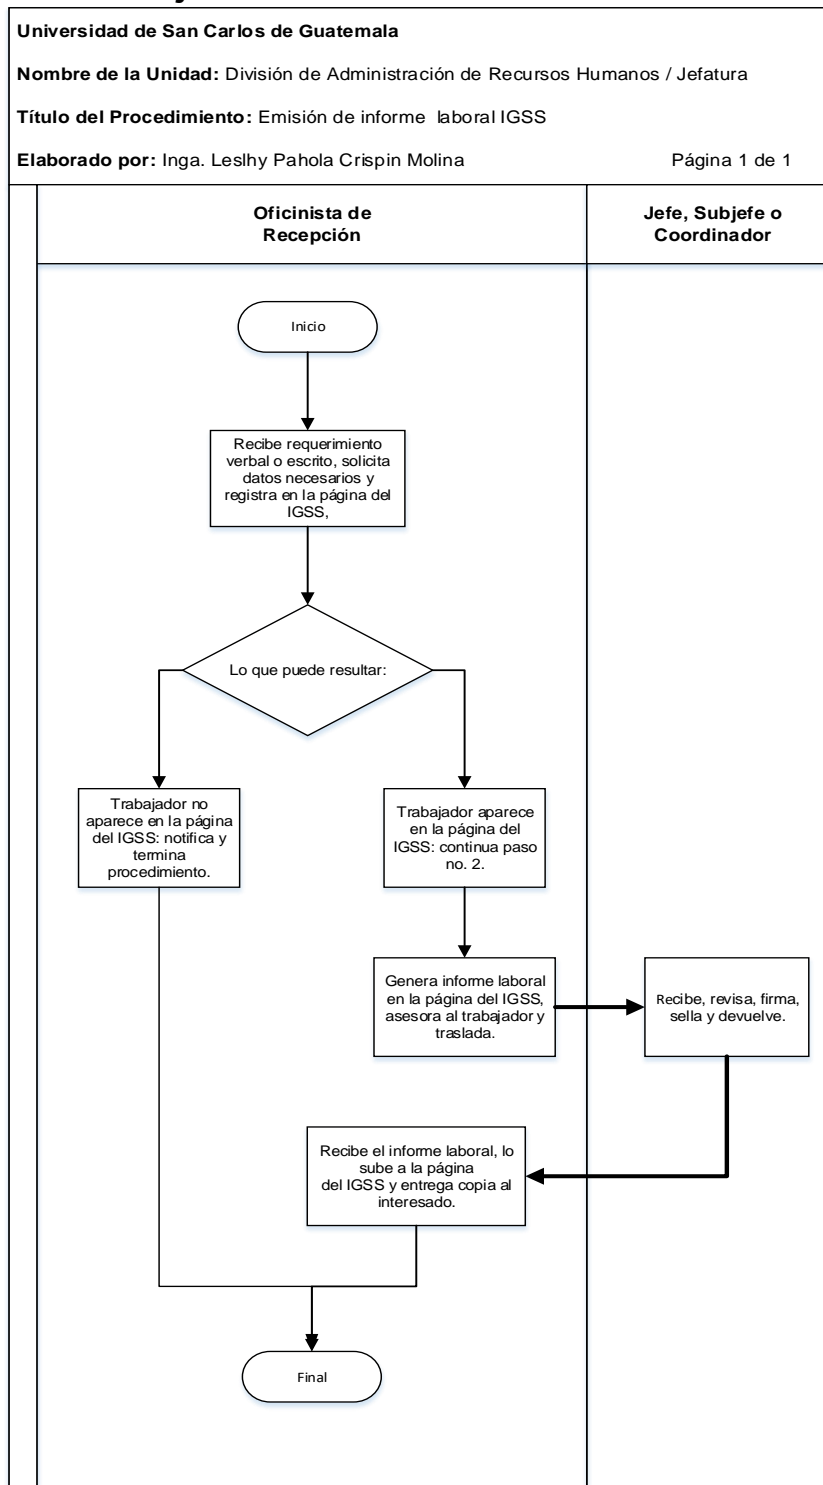 Universidad de San Carlos de Guatemala
Nombre de la Unidad: División de Administración de Recursos Humanos / Jefatura
Título del Procedimiento: Emisión de informe laboral IGSS
Elaborado por: Inga. Leslhy Pahola Crispin Molina Página 1 de 1
Oficinista de
Recepción
Jefe, Subjefe o
Coordinador
Inicio
Recibe requerimiento
verbal o escrito, solicita
datos necesarios y
registra en la página del
IGSS,
Lo que puede resultar:
Trabajador no
aparece en la página
del IGSS: notifica y
termina
procedimiento.
Trabajador aparece
en la página del
IGSS: continua paso
no. 2.
Genera informe laboral
en la página del IGSS,
asesora al trabajador y
traslada.
Recibe, revisa, firma,
sella y devuelve.
Recibe el informe laboral, lo
sube a la página
del IGSS y entrega copia al
interesado.
Final